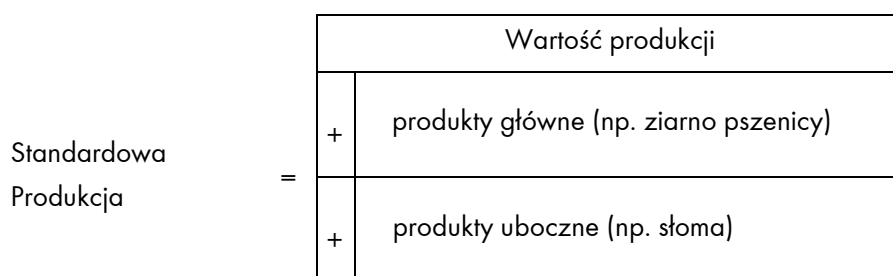 Wartość produkcji
+ produkty główne (np. ziarno pszenicy)
Standardowa
Produkcja
=
+ produkty uboczne (np. słoma)